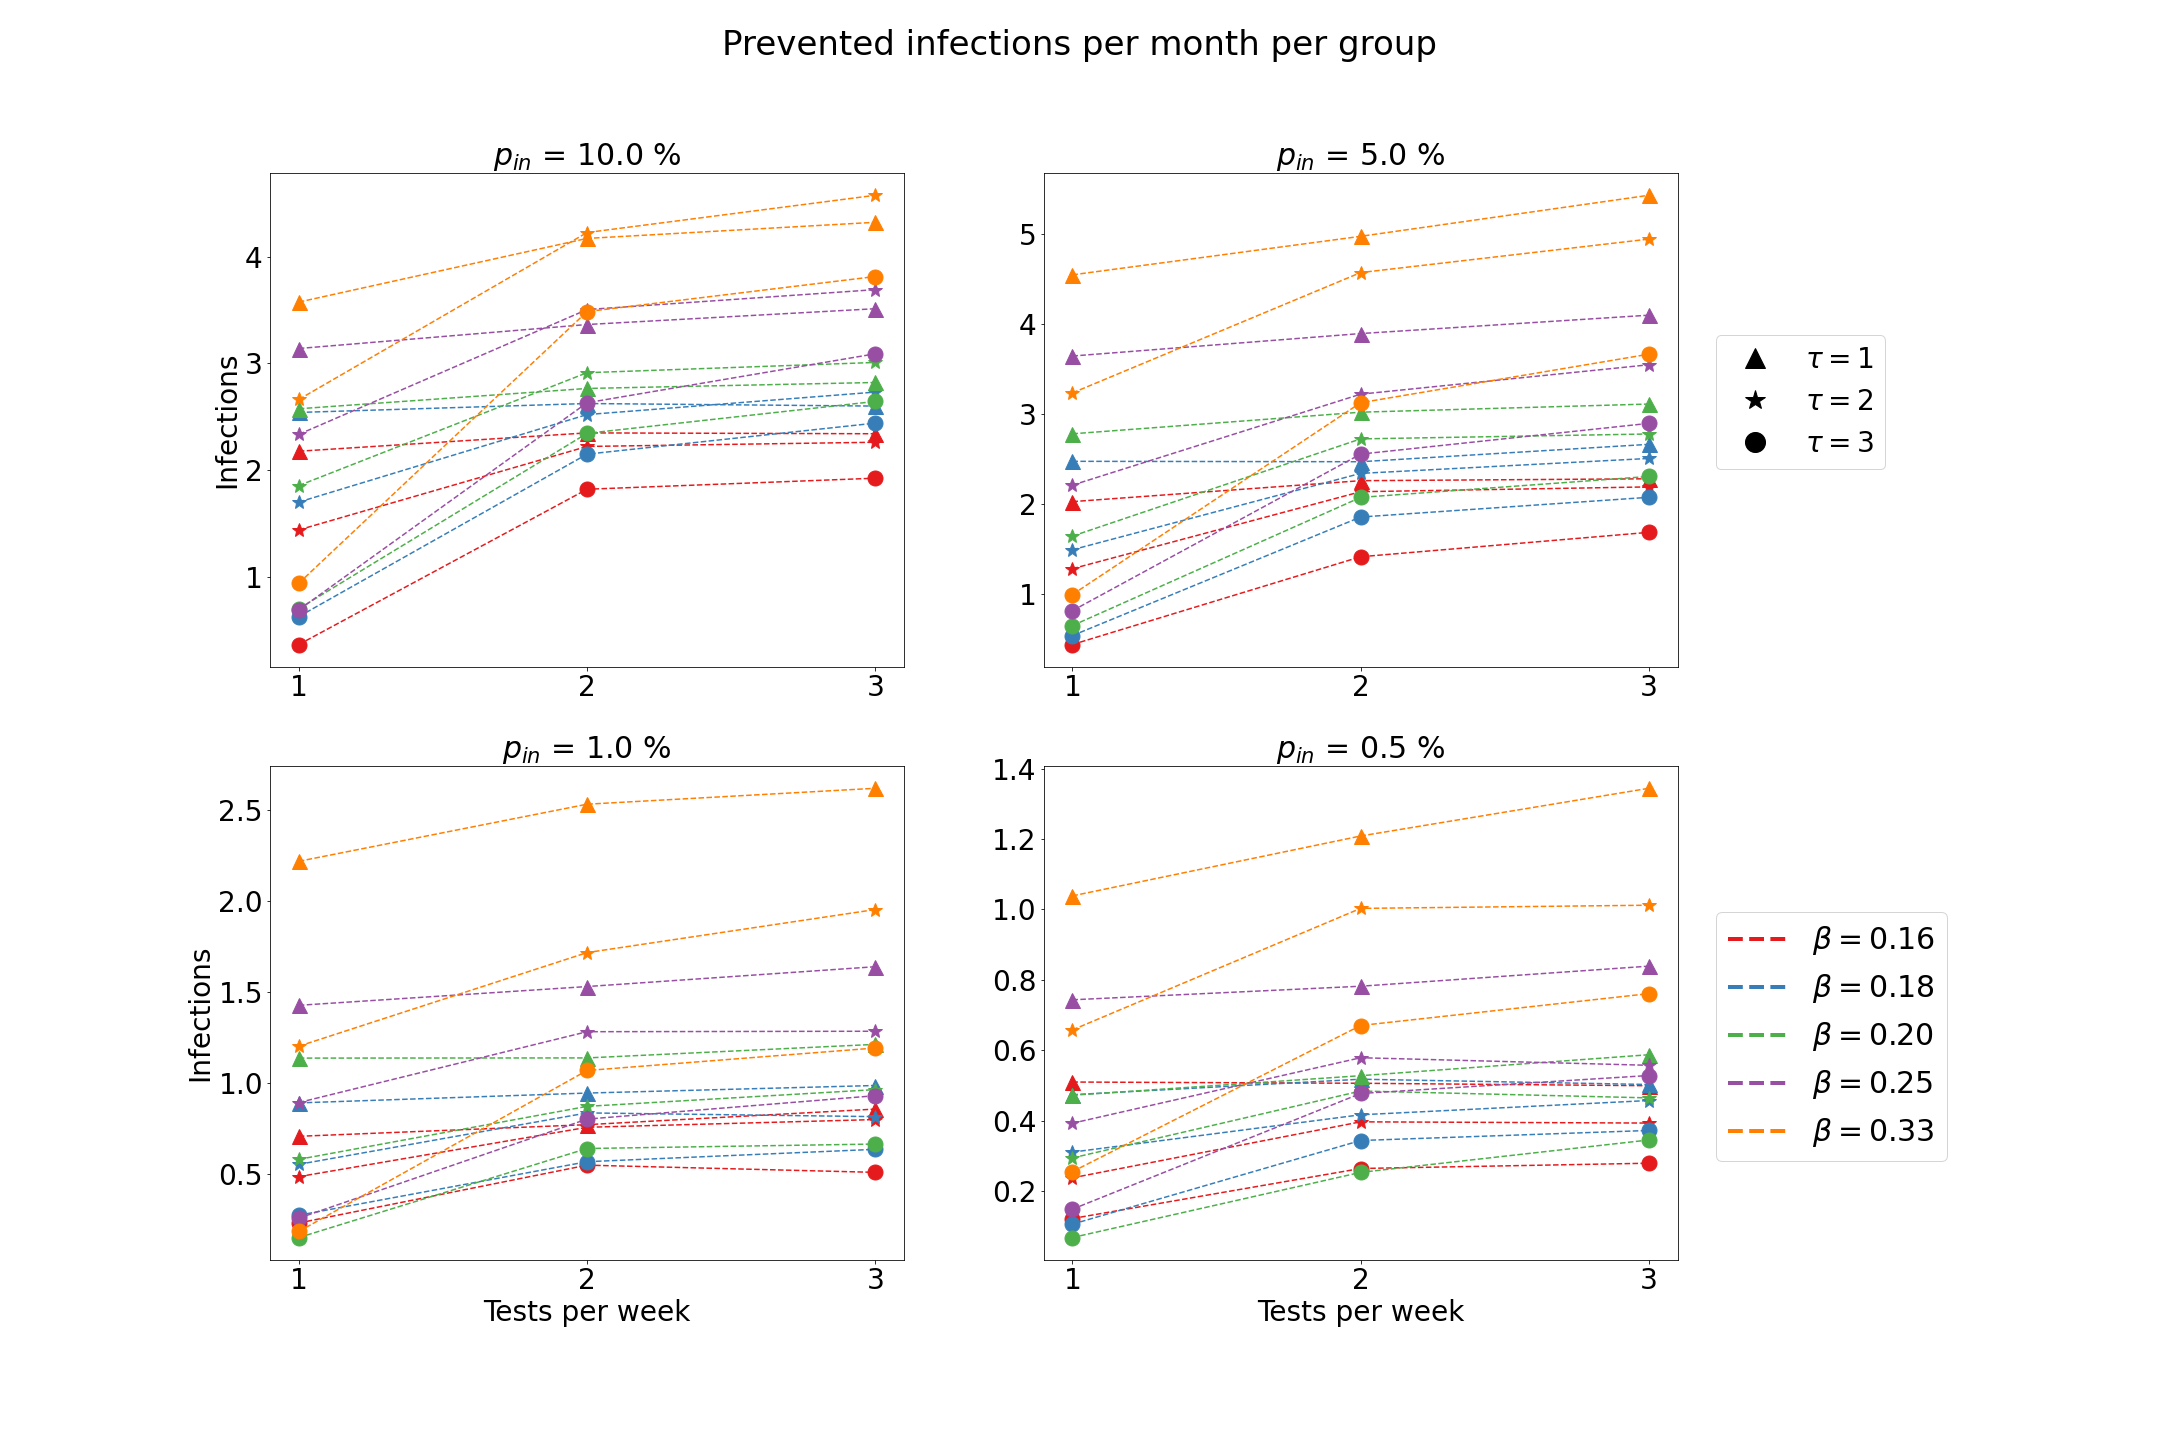 Prevented infections per month per group
p_in = 10.0 %
p_in = 5.0 %
Infections
4
3
2
1
1 2 3
5
4
3
2
1
1 2 3
τ = 1
τ = 2
τ = 3
p_in = 1.0 %
p_in = 0.5 %
Infections
2.5
2.0
1.5
1.0
0.5
1 2 3
Tests per week
1.4
1.2
1.0
0.8
0.6
0.4
0.2
1 2 3
Tests per week
β = 0.16
β = 0.18
β = 0.20
β = 0.25
β = 0.33